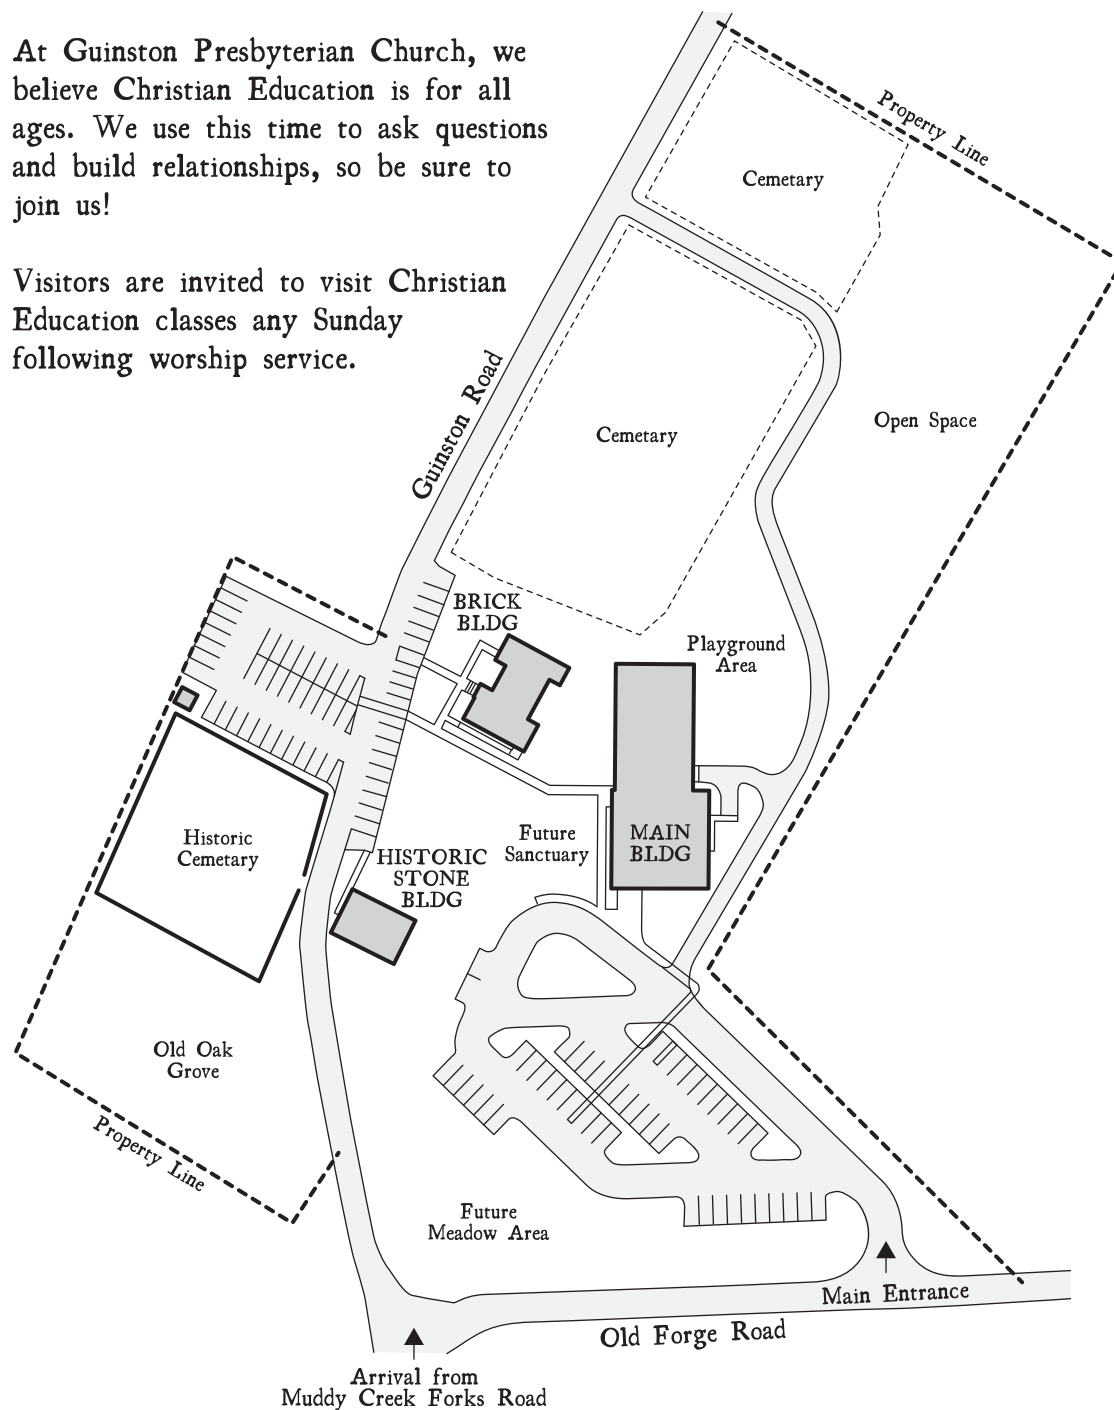 At Guinston Presbyterian Church, we
believe Christian Education is for all
ages. We use this time to ask questions
and build relationships, so be sure to
join us!
Visitors are invited to visit Christian
Education classes any Sunday
following worship service.
Property Line
Cemetary
Guinston Road
Cemetary
Open Space
BRICK
BLDG
Playground
Area
Historic
Cemetary
Future
Sanctuary
MAIN
BLDG
HISTORIC
STONE
BLDG
Old Oak
Grove
Property Line
Future
Meadow Area
Main Entrance
Old Forge Road
Arrival from
Muddy Creek Forks Road